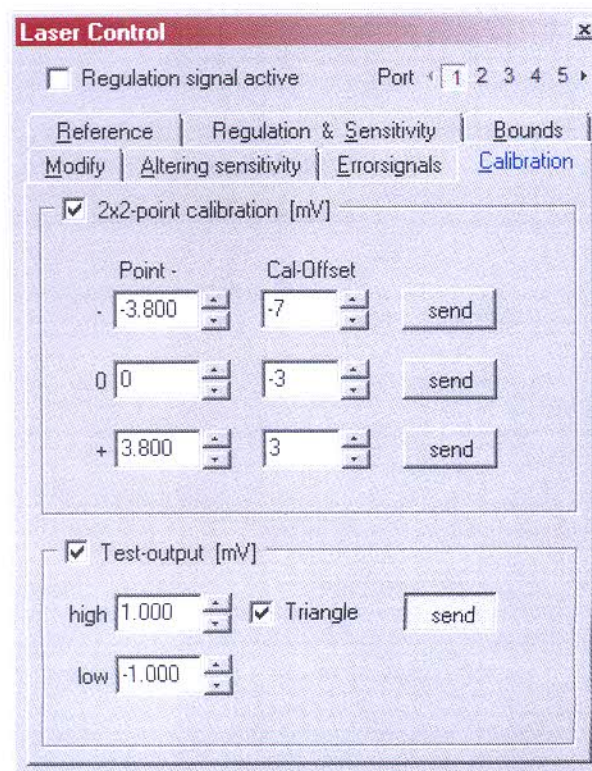 Laser Control
Regulation signal active Port 1 2 3 4 5
Reference Regulation & Sensitivity Bounds
Modify Altering sensitivity Errorsignals Calibration
2x2-point calibration [mV]
Point - Cal-Offset
- -3.800 -7 send
0 0 -3 send
+ 3.800 3 send
Test-output [mV]
high 1.000 Triangle send
low -1.000